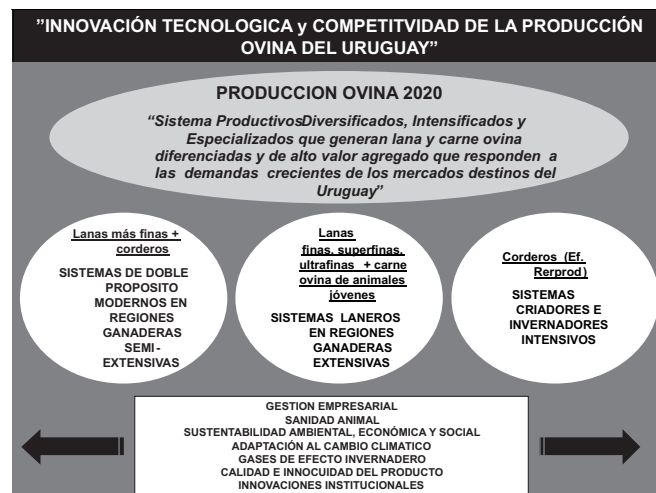 ”INNOVACIÓN TECNOLOGICA y COMPETITVIDAD DE LA PRODUCCIÓN
OVINA DEL URUGUAY”
PRODUCCION OVINA 2020
“Sistema ProductivosDiversificados, Intensificados y
Especializados que generan lana y carne ovina
diferenciadas y de alto valor agregado que responden a
las demandas crecientes de los mercados destinos del
Uruguay”
Lanas más finas +
corderos
SISTEMAS DE DOBLE
PROPOSITO
MODERNOS EN
REGIONES
GANADERAS
SEMI-
EXTENSIVAS
Lanas
finas, superfinas,
ultrafinas + carne
ovina de animales
jóvenes
SISTEMAS LANEROS
EN REGIONES
GANADERAS
EXTENSIVAS
Corderos (Ef.
Rerprod)
SISTEMAS
CRIADORES E
INVERNADORES
INTENSIVOS
GESTION EMPRESARIAL
SANIDAD ANIMAL
SUSTENTABILIDAD AMBIENTAL, ECONÓMICA Y SOCIAL
ADAPTACIÓN AL CAMBIO CLIMATICO
GASES DE EFECTO INVERNADERO
CALIDAD E INNOCUIDAD DEL PRODUCTO
INNOVACIONES INSTITUCIONALES